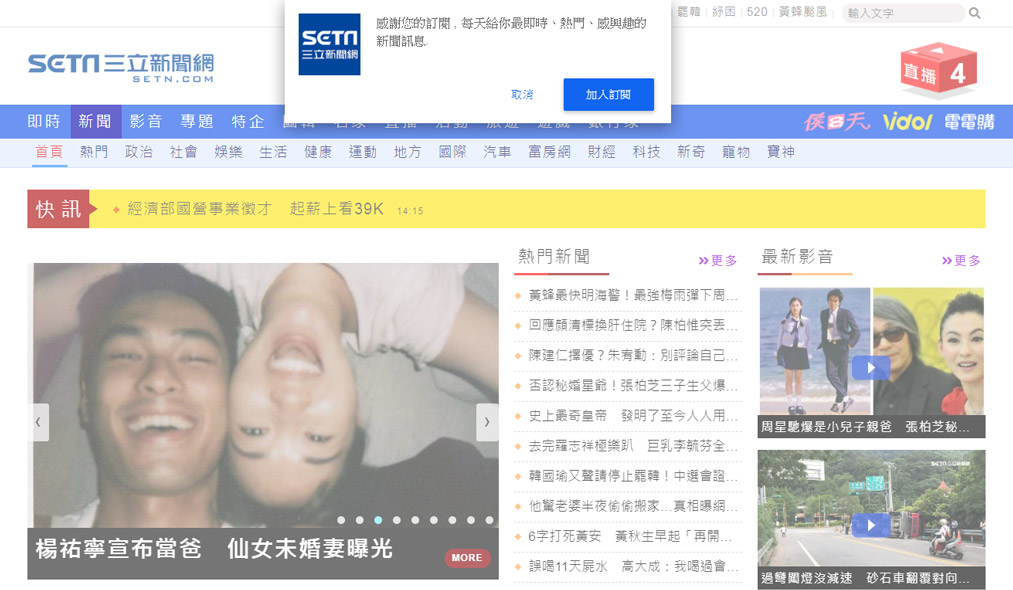 罷韓 | 紓困 | 520 | 黃蜂颱風 |
輸入文字
感謝您的訂閱，每天給你最即時、熱門、感興趣的
新聞訊息.
SETN
三立新聞網
取消
加入訂閱
SETN三立新聞網
SETN.COM
直播 4
即時 新聞 影音 專題 特企
Vidol 電電購
首頁 熱門 政治 社會 娛樂 生活 健康 運動 地方 國際 汽車 富房網 財經 科技 新奇 寵物 寶神
快訊
經濟部國營事業徵才 起薪上看39K 14:15
楊祐寧宣布當爸 仙女未婚妻曝光
MORE
熱門新聞
更多
黃蜂最快明海警！最強梅雨彈下周...
回應顏清標換肝住院？陳柏惟突丟...
陳建仁擇優？朱宥勳：別評論自己...
否認秘婚星爺！張柏芝三子生父爆...
史上最奇皇帝 發明了至今人人用...
去完羅志祥極樂趴 巨乳李毓芬全...
韓國瑜又聲請停止罷韓！中選會證...
他驚老婆半夜偷偷搬家...真相曝網...
6字打死黃安 黃秋生早起「再開...
誤喝11天屍水 高大成：我喝過會...
最新影音
更多
周星馳爆是小兒子親爸 張柏芝秘...
SETN三立新聞網
過彎闖燈沒減速 砂石車翻覆對向...